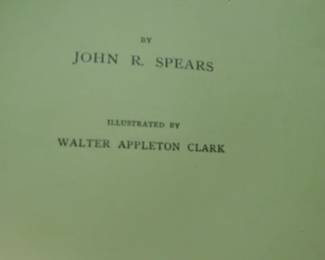 BY
JOHN R. SPEARS
ILLUSTRATED BY
WALTER APPLETON CLARK